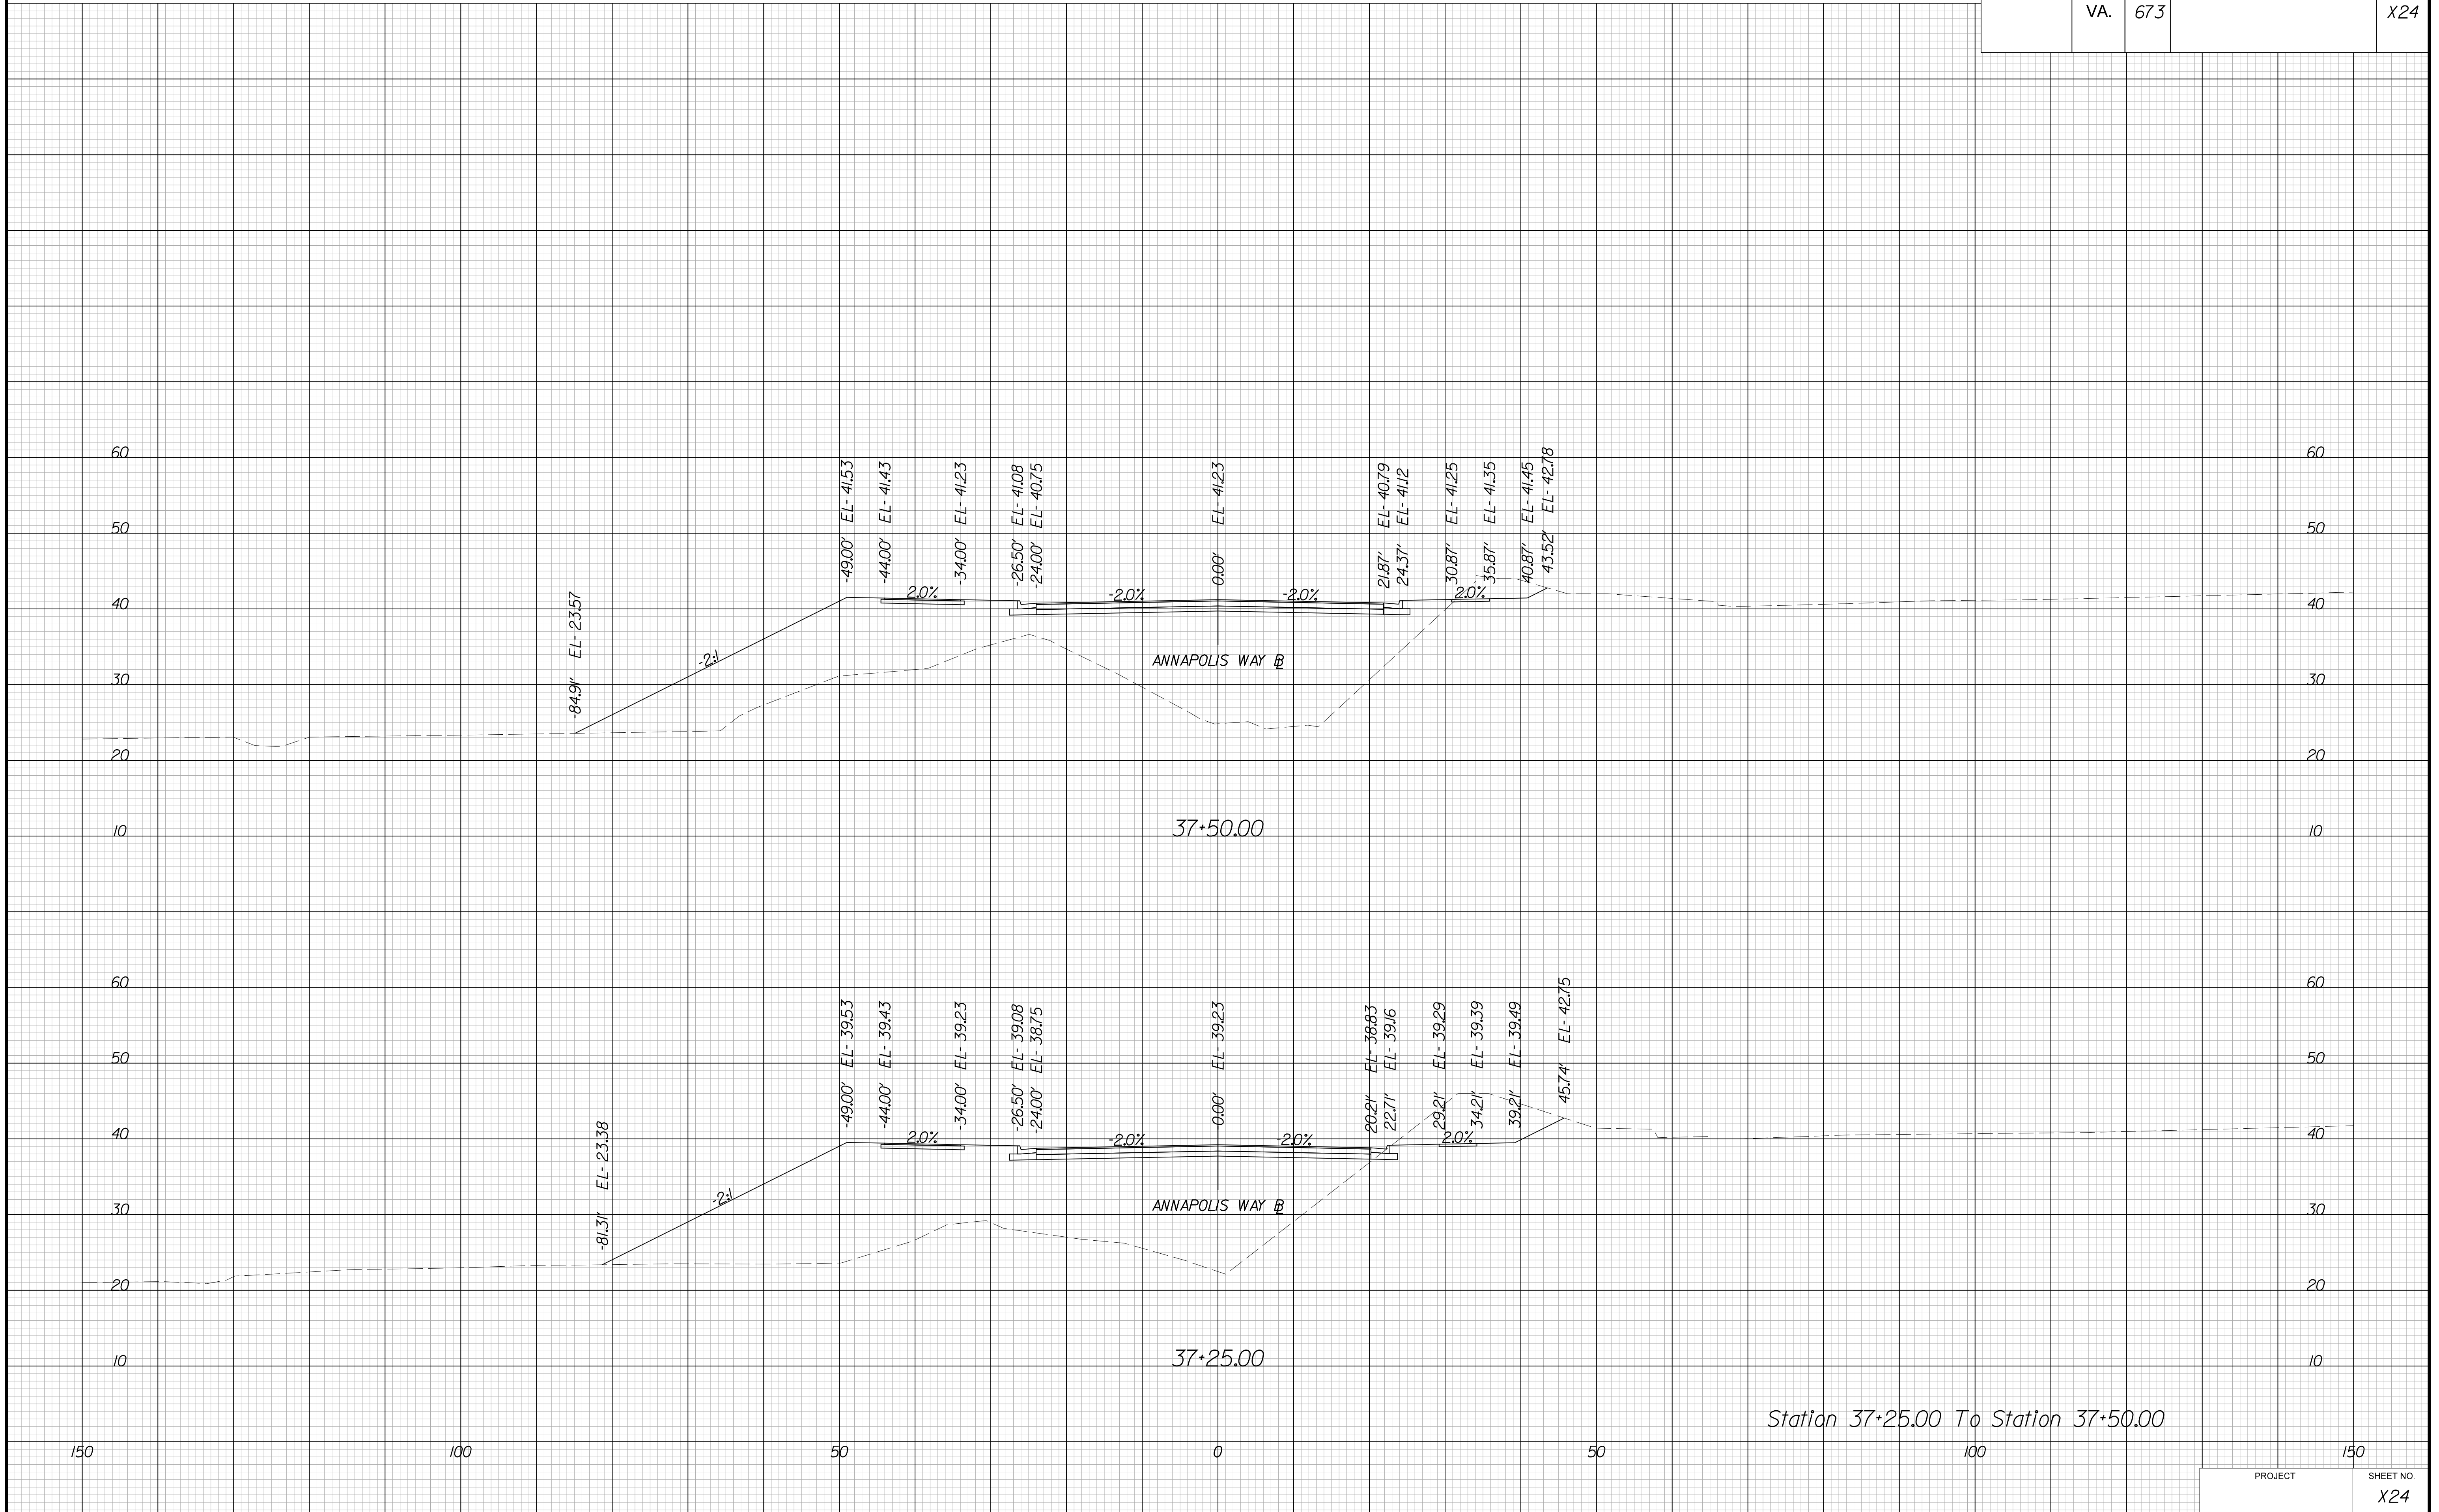 VA. 673 X24
60 60
50 50
40 40
30 30
20 20
10 10
-84.91' EL- 23.57
-49.00' EL- 41.53
-44.00' EL- 41.43
-34.00' EL- 41.23
-26.50' EL- 41.08
-24.00' EL- 40.75
0.00' EL 41.23
21.87' EL- 40.79
24.37' EL- 41.12
30.87' EL- 41.25
35.87' EL- 41.35
40.87' EL- 41.45
43.52' EL- 42.78
-2:1
2.0%
-2.0%
-2.0%
2.0%
ANNAPOLIS WAY BL
37+50.00
60 60
50 50
40 40
30 30
20 20
10 10
-81.31' EL- 23.38
-49.00' EL- 39.53
-44.00' EL- 39.43
-34.00' EL- 39.23
-26.50' EL- 39.08
-24.00' EL- 38.75
0.00' EL 39.23
20.21' EL- 38.83
22.71' EL- 39.16
29.21' EL- 39.29
34.21' EL- 39.39
39.21' EL- 39.49
45.74' EL- 42.75
-2:1
2.0%
-2.0%
-2.0%
2.0%
ANNAPOLIS WAY BL
37+25.00
Station 37+25.00 To Station 37+50.00
150 100 50 0 50 100 150
PROJECT SHEET NO.
X24